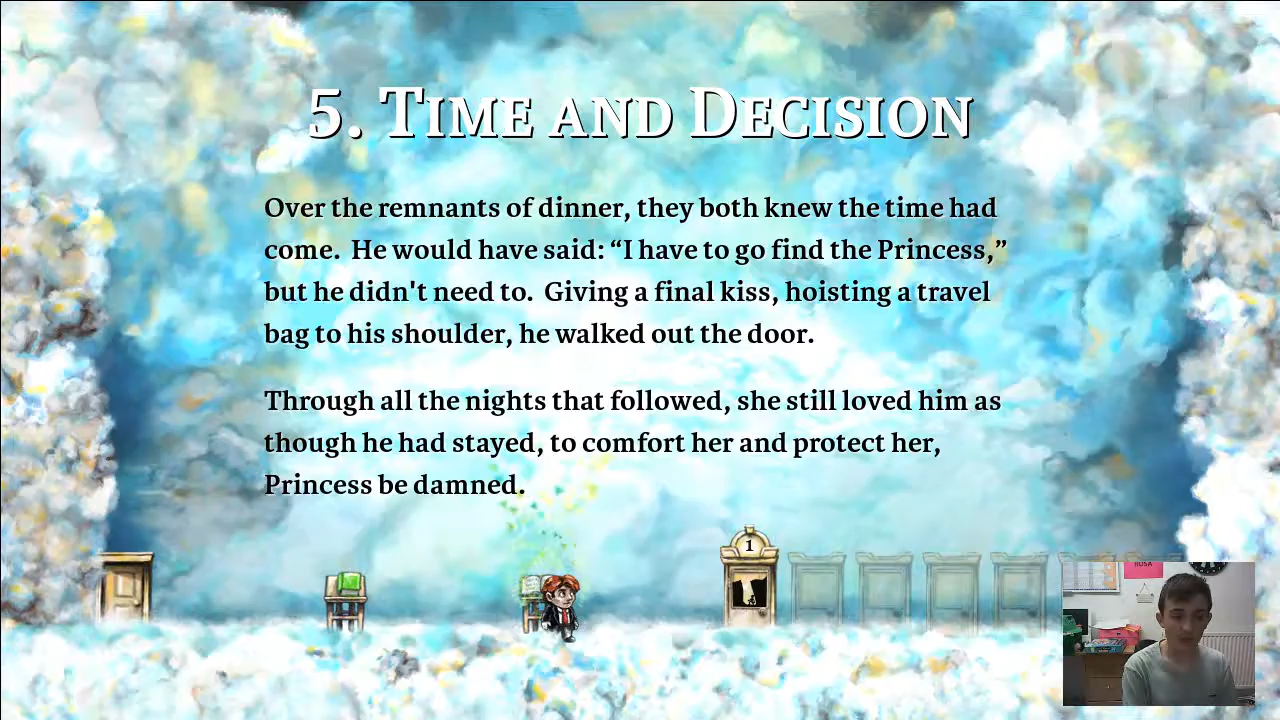 5. TIME AND DECISION
Over the remnants of dinner, they both knew the time had
come.  He would have said: “I have to go find the Princess,”
but he didn't need to.  Giving a final kiss, hoisting a travel
bag to his shoulder, he walked out the door.
Through all the nights that followed, she still loved him as
though he had stayed, to comfort her and protect her,
Princess be damned.
1